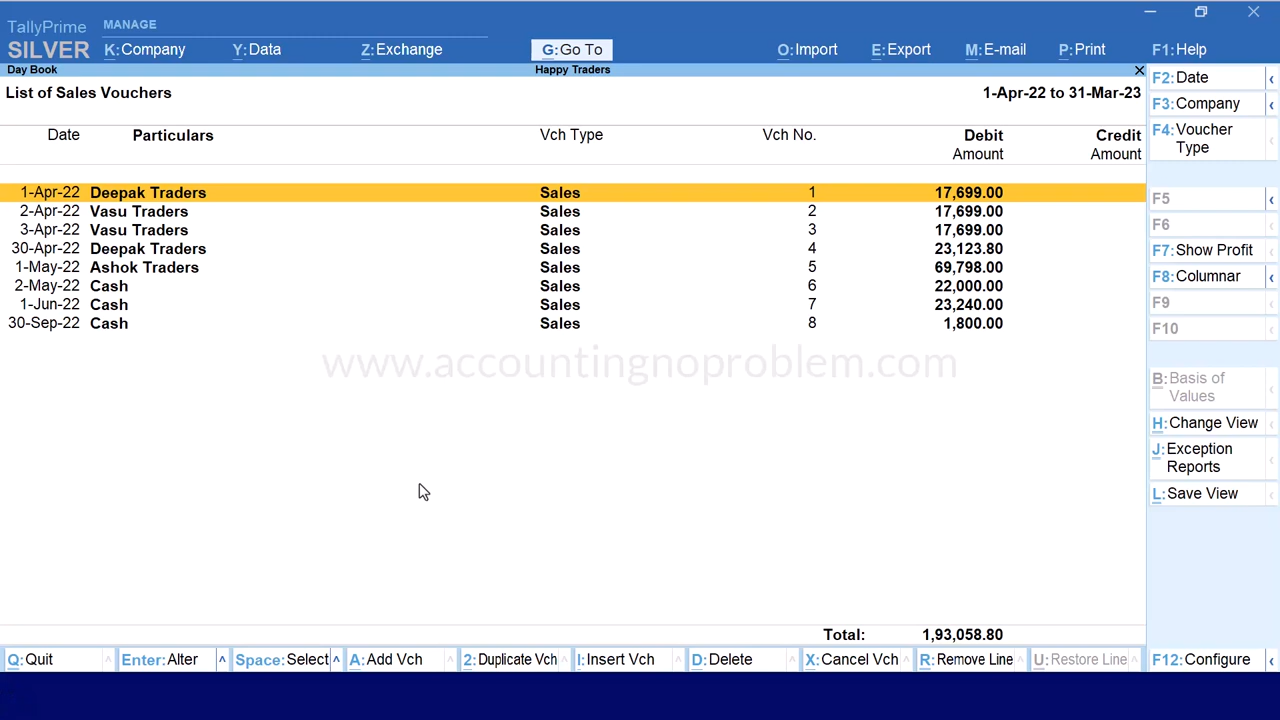 TallyPrime MANAGE
SILVER K:Company Y:Data Z:Exchange G:Go To O:Import E:Export M:E-mail P:Print F1:Help
Day Book Happy Traders
List of Sales Vouchers 1-Apr-22 to 31-Mar-23
Date Particulars Vch Type Vch No. Debit Credit
Amount Amount
1-Apr-22 Deepak Traders Sales 1 17,699.00
2-Apr-22 Vasu Traders Sales 2 17,699.00
3-Apr-22 Vasu Traders Sales 3 17,699.00
30-Apr-22 Deepak Traders Sales 4 23,123.80
1-May-22 Ashok Traders Sales 5 69,798.00
2-May-22 Cash Sales 6 22,000.00
1-Jun-22 Cash Sales 7 23,240.00
30-Sep-22 Cash Sales 8 1,800.00
www.accountingnoproblem.com
Total: 1,93,058.80
F2:Date
F3:Company
F4:Voucher
Type
F5
F6
F7:Show Profit
F8:Columnar
F9
F10
B:Basis of
Values
H:Change View
J:Exception
Reports
L:Save View
Q:Quit Enter:Alter Space:Select A:Add Vch 2:Duplicate Vch I:Insert Vch D:Delete X:Cancel Vch R:Remove Line U:Restore Line F12:Configure